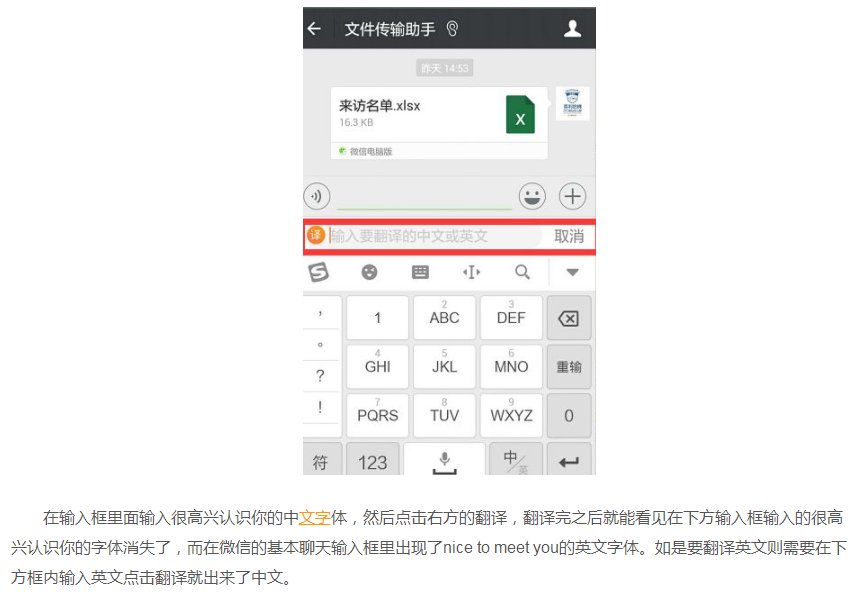 文件传输助手
昨天 14:53
来访名单.xlsx
16.3 KB
X
微信电脑版
译 输入要翻译的中文或英文 取消
S
，
1
2
ABC
3
DEF
。
4
GHI
5
JKL
6
MNO
重输
?
!
7
PQRS
8
TUV
9
WXYZ
0
符
123
中/英
在输入框里面输入很高兴认识你的中文字体，然后点击右方的翻译，翻译完之后就能看见在下方输入框输入的很高
兴认识你的字体消失了，而在微信的基本聊天输入框里出现了nice to meet you的英文字体。如是要翻译英文则需要在下
方框内输入英文点击翻译就出来了中文。